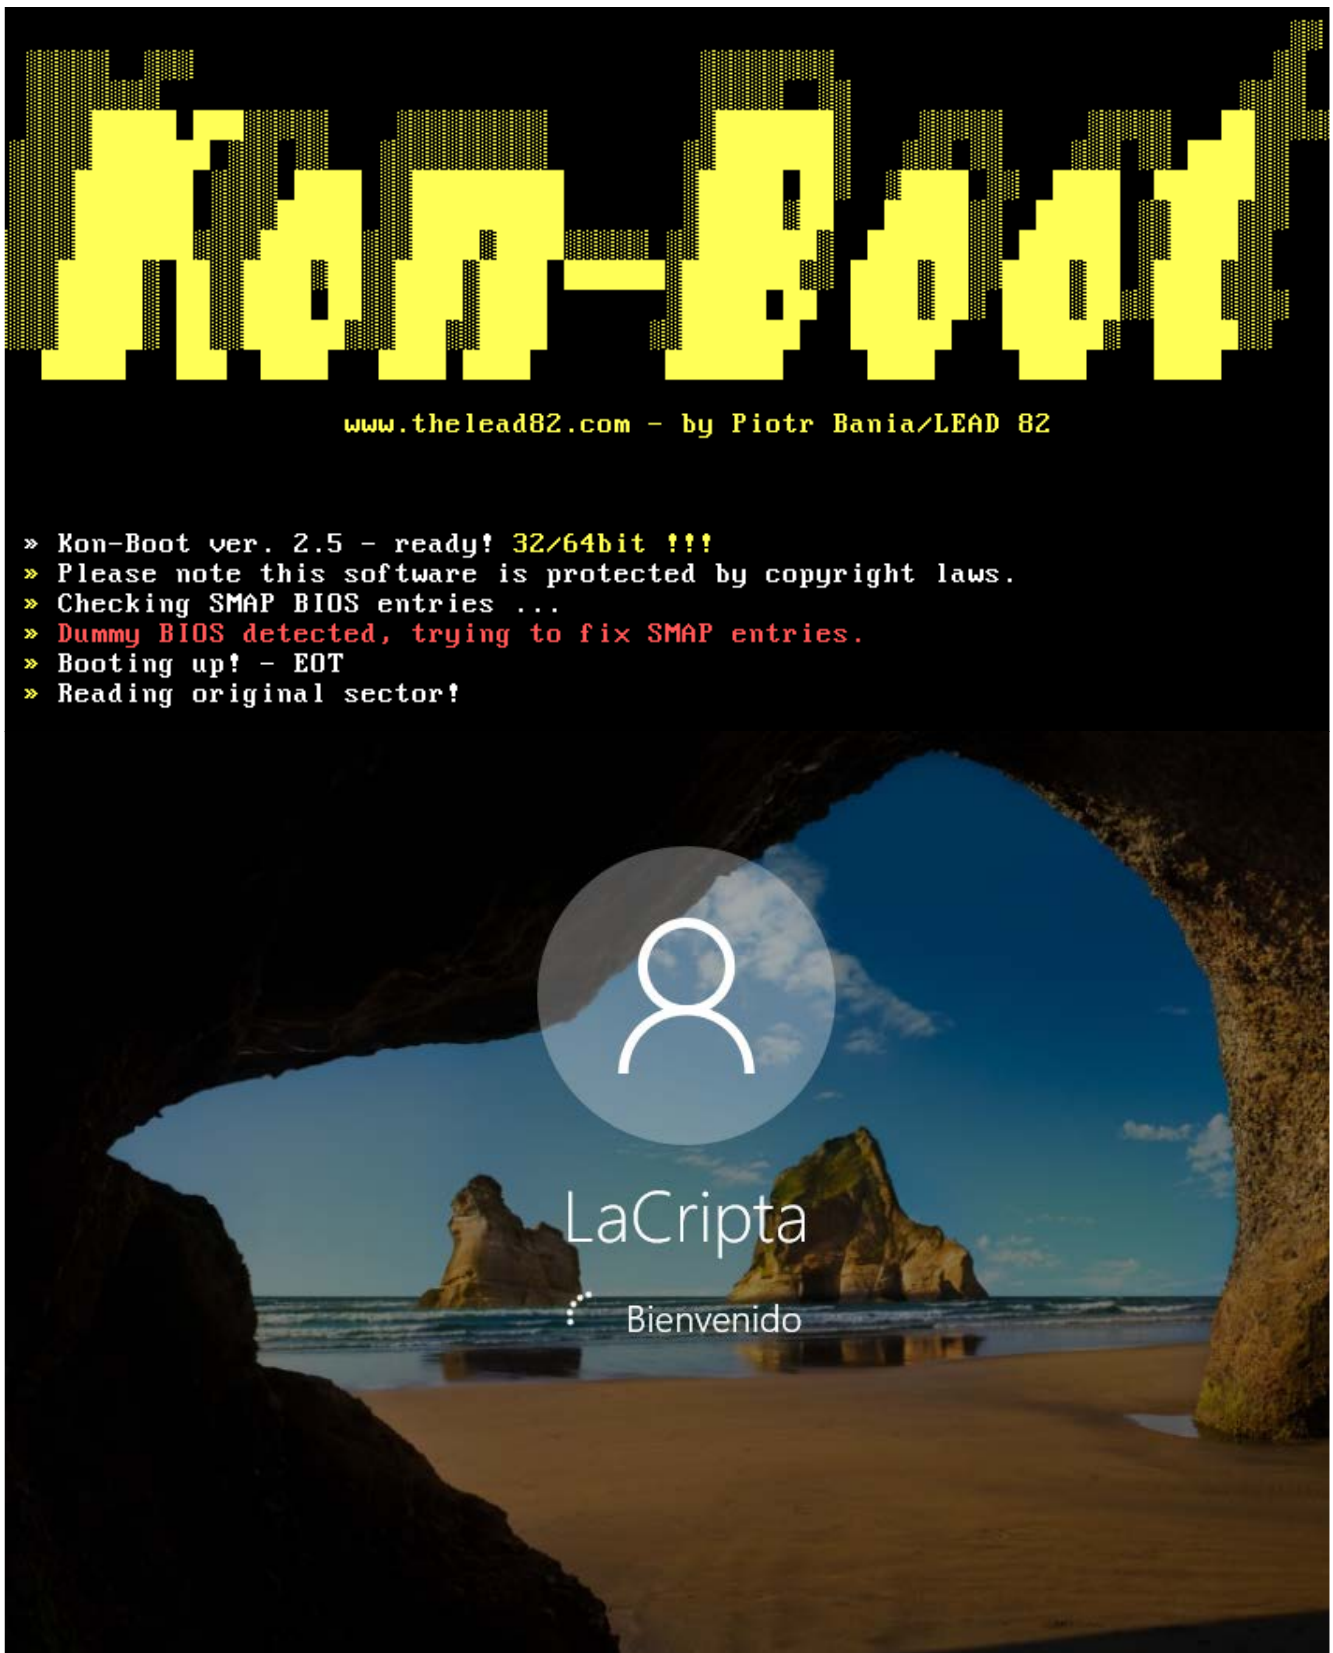 Kon-Boot
www.thelead82.com - by Piotr Bania/LEAD 82
» Kon-Boot ver. 2.5 - ready! 32/64bit !!!
» Please note this software is protected by copyright laws.
» Checking SMAP BIOS entries ...
» Dummy BIOS detected, trying to fix SMAP entries.
» Booting up! - EOT
» Reading original sector!
LaCripta
Bienvenido